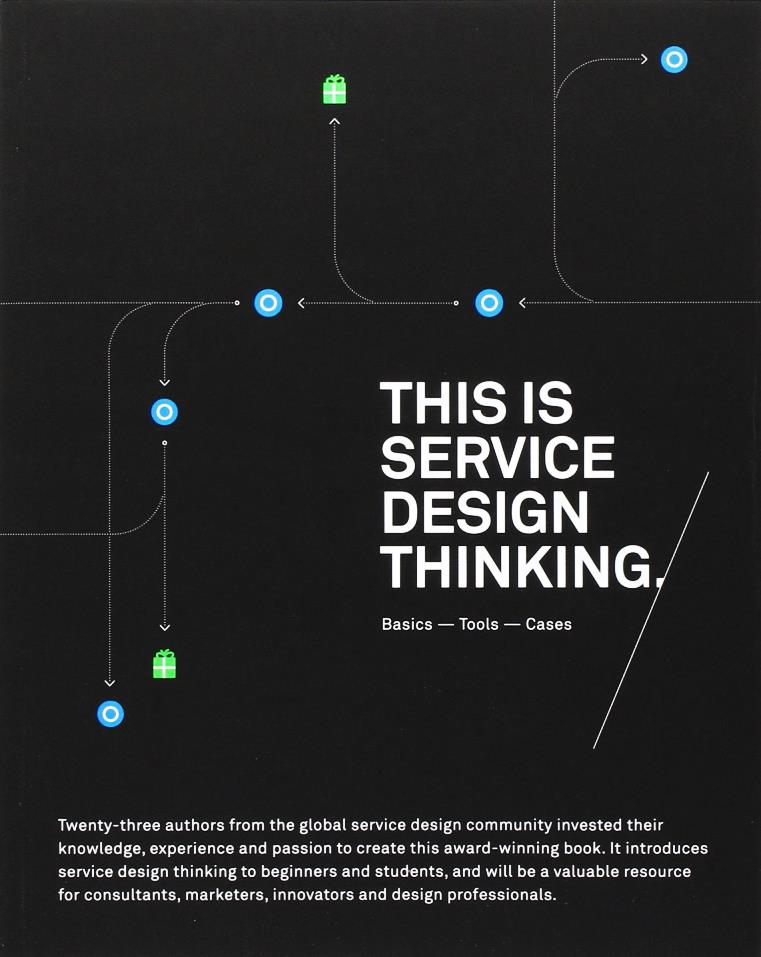 THIS IS
SERVICE
DESIGN
THINKING.
Basics — Tools — Cases
Twenty-three authors from the global service design community invested their
knowledge, experience and passion to create this award-winning book. It introduces
service design thinking to beginners and students, and will be a valuable resource
for consultants, marketers, innovators and design professionals.